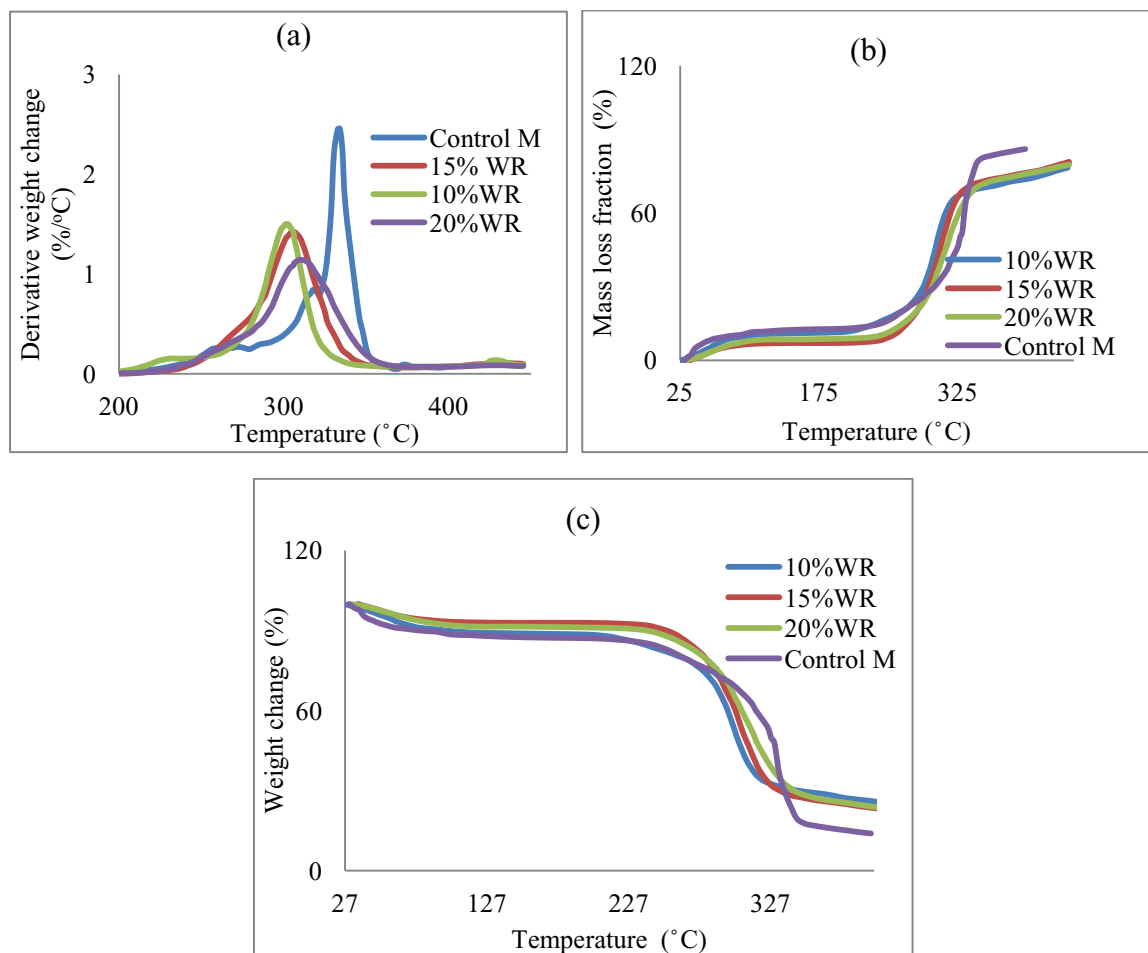 (a)
Derivative weight change
(%/°C)
3
2
1
0
200
300
400
Temperature (˚C)
Control M
15% WR
10%WR
20%WR
(b)
Mass loss fraction (%)
120
60
0
25
175
325
Temperature (˚C)
10%WR
15%WR
20%WR
Control M
(c)
Weight change (%)
120
60
0
27
127
227
327
Temperature (˚C)
10%WR
15%WR
20%WR
Control M